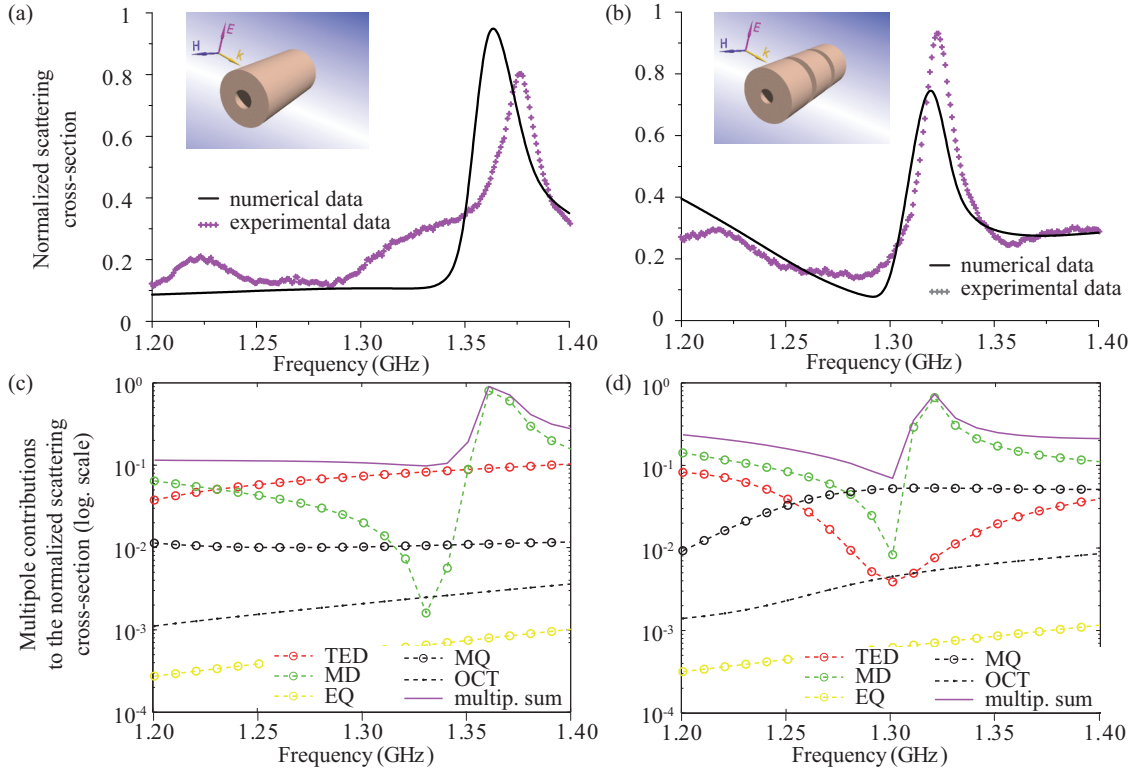 (a)
(b)
Normalized scattering
cross-section
1
0.8
0.6
0.4
0.2
0
H E k
numerical data
experimental data
1.20 1.25 1.30 1.35 1.40
Frequency (GHz)
1
0.8
0.6
0.4
0.2
0
H E k
numerical data
experimental data
1.20 1.25 1.30 1.35 1.40
Frequency (GHz)
(c)
(d)
Multipole contributions
to the normalized scattering
cross-section (log. scale)
10⁰
10⁻¹
10⁻²
10⁻³
10⁻⁴
TED MQ
MD OCT
EQ multip. sum
1.20 1.25 1.30 1.35 1.40
Frequency (GHz)
10⁰
10⁻¹
10⁻²
10⁻³
10⁻⁴
TED MQ
MD OCT
EQ multip. sum
1.20 1.25 1.30 1.35 1.40
Frequency (GHz)